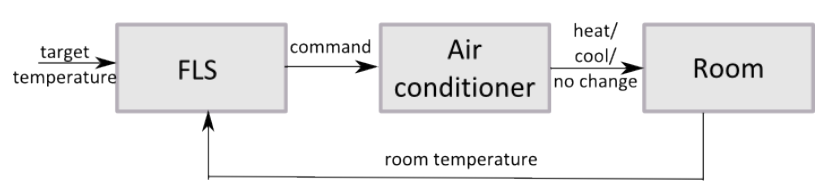 target
temperature
FLS
command
Air
conditioner
heat/
cool/
no change
Room
room temperature